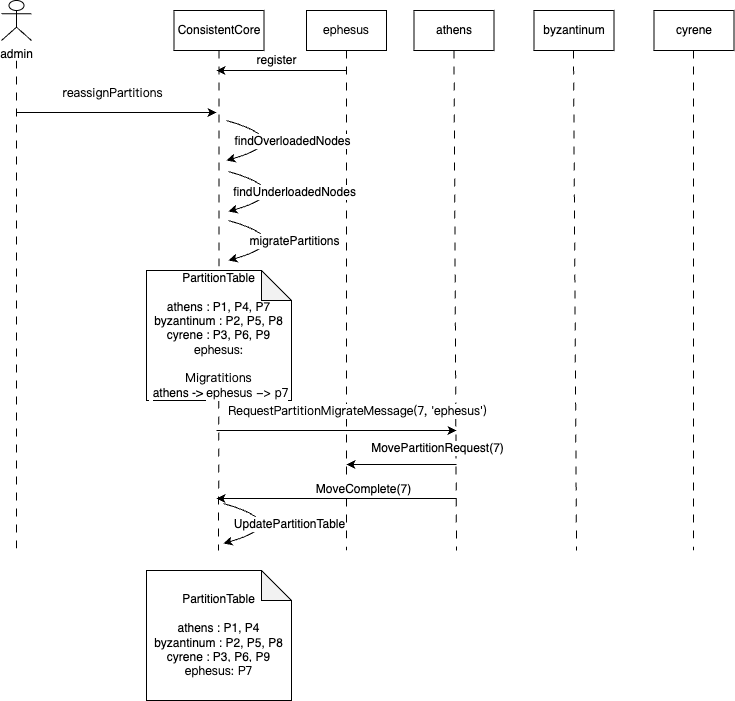 admin
ConsistentCore
ephesus
athens
byzantinum
cyrene
register
reassignPartitions
findOverloadedNodes
findUnderloadedNodes
migratePartitions
PartitionTable
athens : P1, P4, P7
byzantinum : P2, P5, P8
cyrene : P3, P6, P9
ephesus:
Migratitions
athens -> ephesus –> p7
RequestPartitionMigrateMessage(7, 'ephesus')
MovePartitionRequest(7)
MoveComplete(7)
UpdatePartitionTable
PartitionTable
athens : P1, P4
byzantinum : P2, P5, P8
cyrene : P3, P6, P9
ephesus: P7